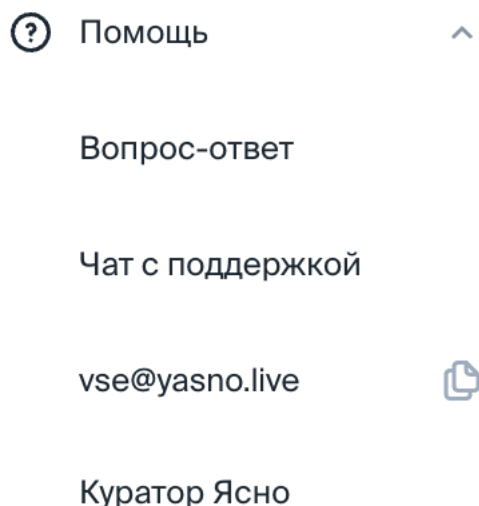 Помощь
Вопрос-ответ
Чат с поддержкой
vse@yasno.live
Куратор Ясно